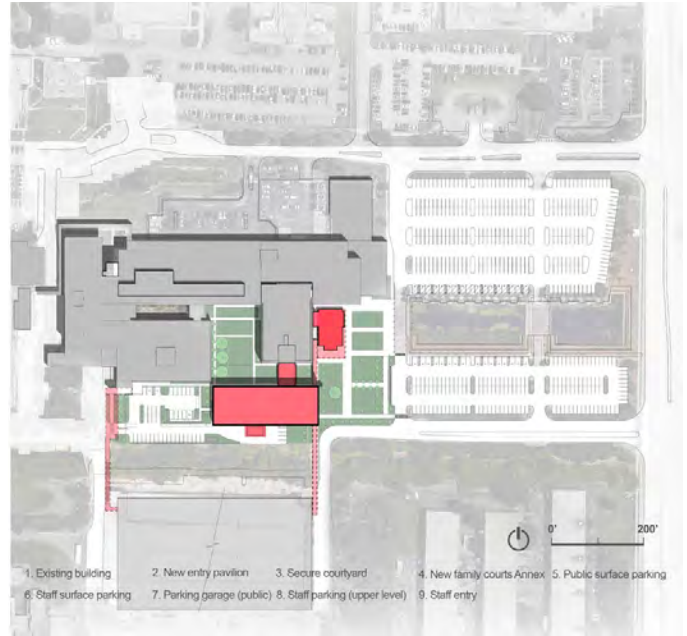 0' 200'
1. Existing building 2. New entry pavilion 3. Secure courtyard 4. New family courts Annex 5. Public surface parking
6. Staff surface parking 7. Parking garage (public) 8. Staff parking (upper level) 9. Staff entry